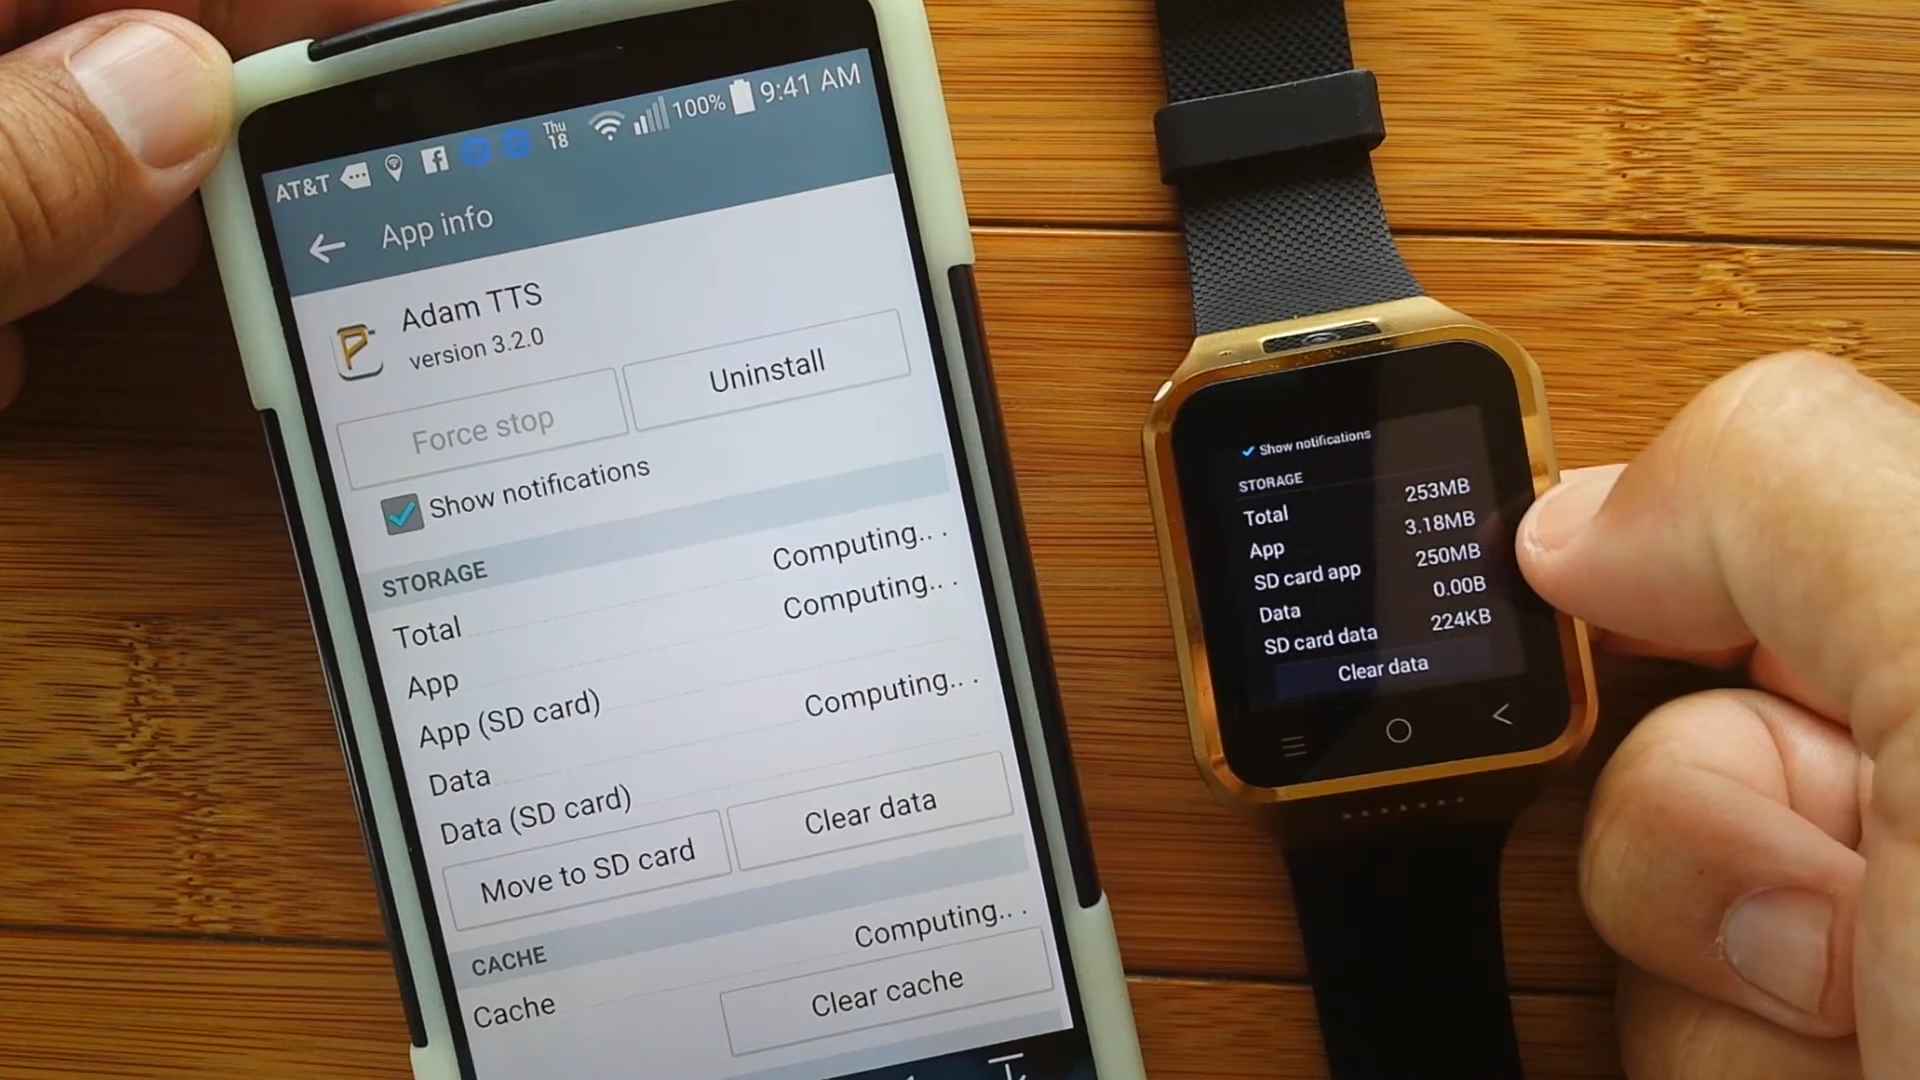 AT&T
Thu
18
100%
9:41 AM
App info
Adam TTS
version 3.2.0
Force stop
Uninstall
Show notifications
STORAGE
Total
Computing.. .
App
Computing.. .
App (SD card)
Data
Computing.. .
Data (SD card)
Move to SD card
Clear data
CACHE
Cache
Computing.. .
Clear cache
Show notifications
STORAGE
Total 253MB
App 3.18MB
SD card app 250MB
Data 0.00B
SD card data 224KB
Clear data